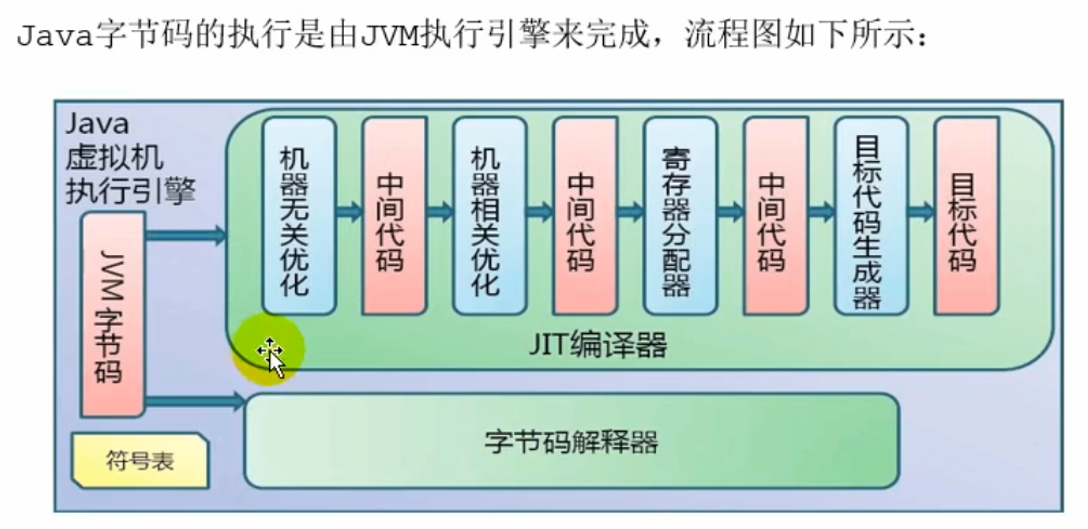 Java字节码的执行是由JVM执行引擎来完成，流程图如下所示：
Java
虚拟机
执行引擎
JVM字节码
符号表
机器无关优化
中间代码
机器相关优化
中间代码
寄存器分配器
中间代码
目标代码生成器
目标代码
JIT编译器
字节码解释器